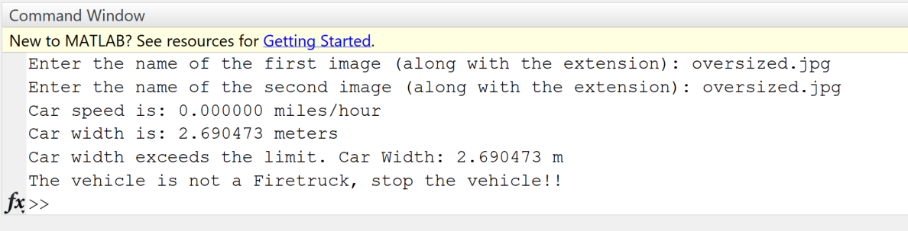 Command Window
New to MATLAB? See resources for Getting Started.
Enter the name of the first image (along with the extension): oversized.jpg
Enter the name of the second image (along with the extension): oversized.jpg
Car speed is: 0.000000 miles/hour
Car width is: 2.690473 meters
Car width exceeds the limit. Car Width: 2.690473 m
The vehicle is not a Firetruck, stop the vehicle!!
fx >>